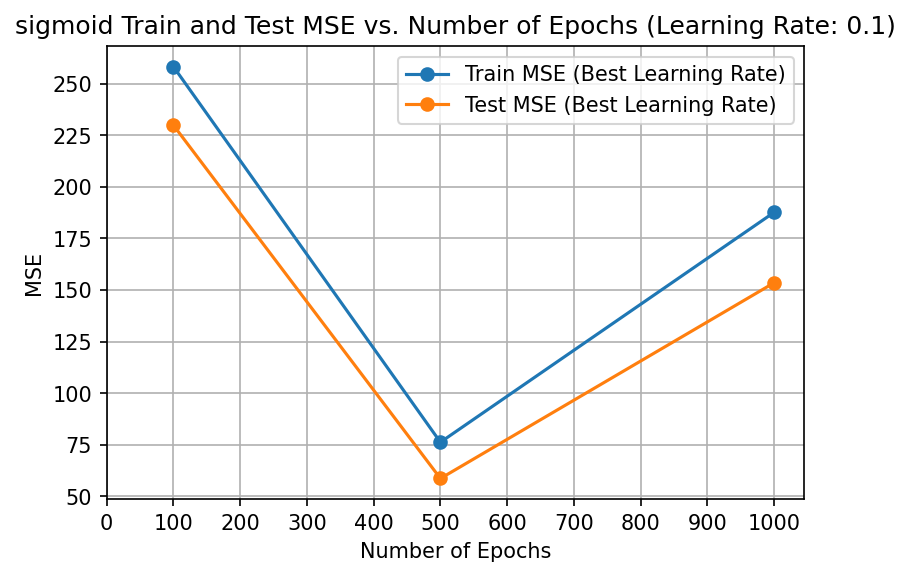 sigmoid Train and Test MSE vs. Number of Epochs (Learning Rate: 0.1)
Train MSE (Best Learning Rate)
Test MSE (Best Learning Rate)
MSE
250
225
200
175
150
125
100
75
50
0 100 200 300 400 500 600 700 800 900 1000
Number of Epochs